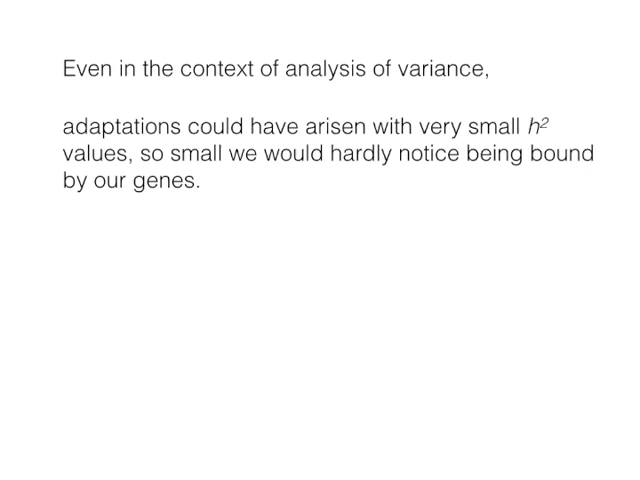 Even in the context of analysis of variance,
adaptations could have arisen with very small h²
values, so small we would hardly notice being bound
by our genes.